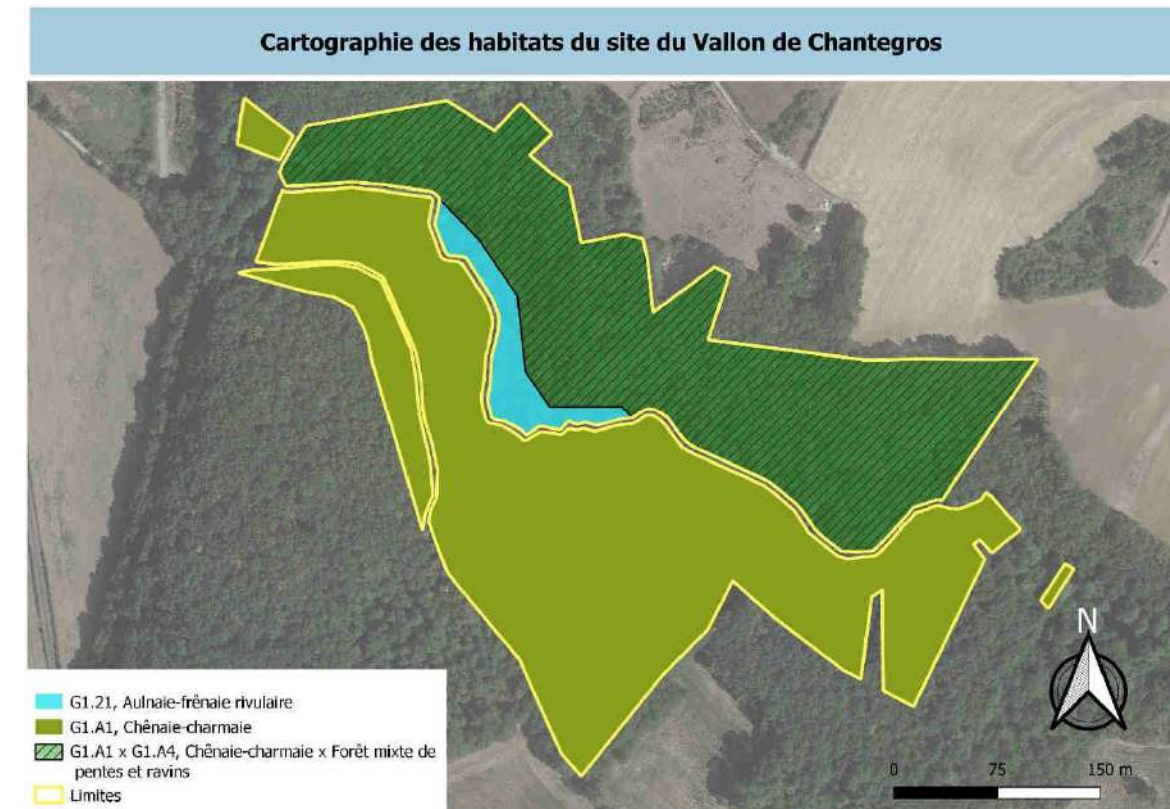 Cartographie des habitats du site du Vallon de Chantegros
N
G1.21, Aulnaie-frênaie rivulaire
G1.A1, Chênaie-charmaie
G1.A1 x G1.A4, Chênaie-charmaie x Forêt mixte de
pentes et ravins
Limites
0 75 150 m